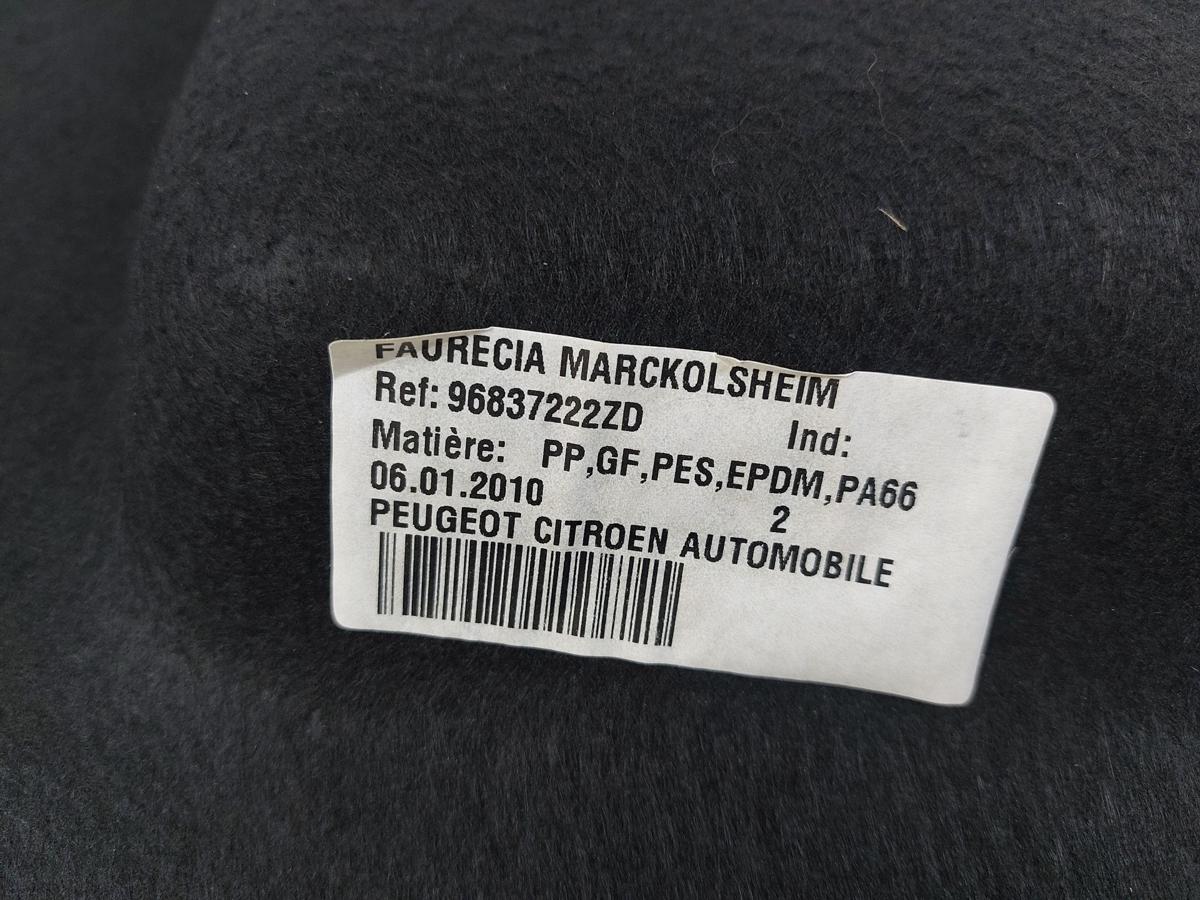 FAURECIA MARCKOLSHEIM
Ref: 96837222ZD Ind:
Matière: PP,GF,PES,EPDM,PA66
06.01.2010 2
PEUGEOT CITROEN AUTOMOBILE